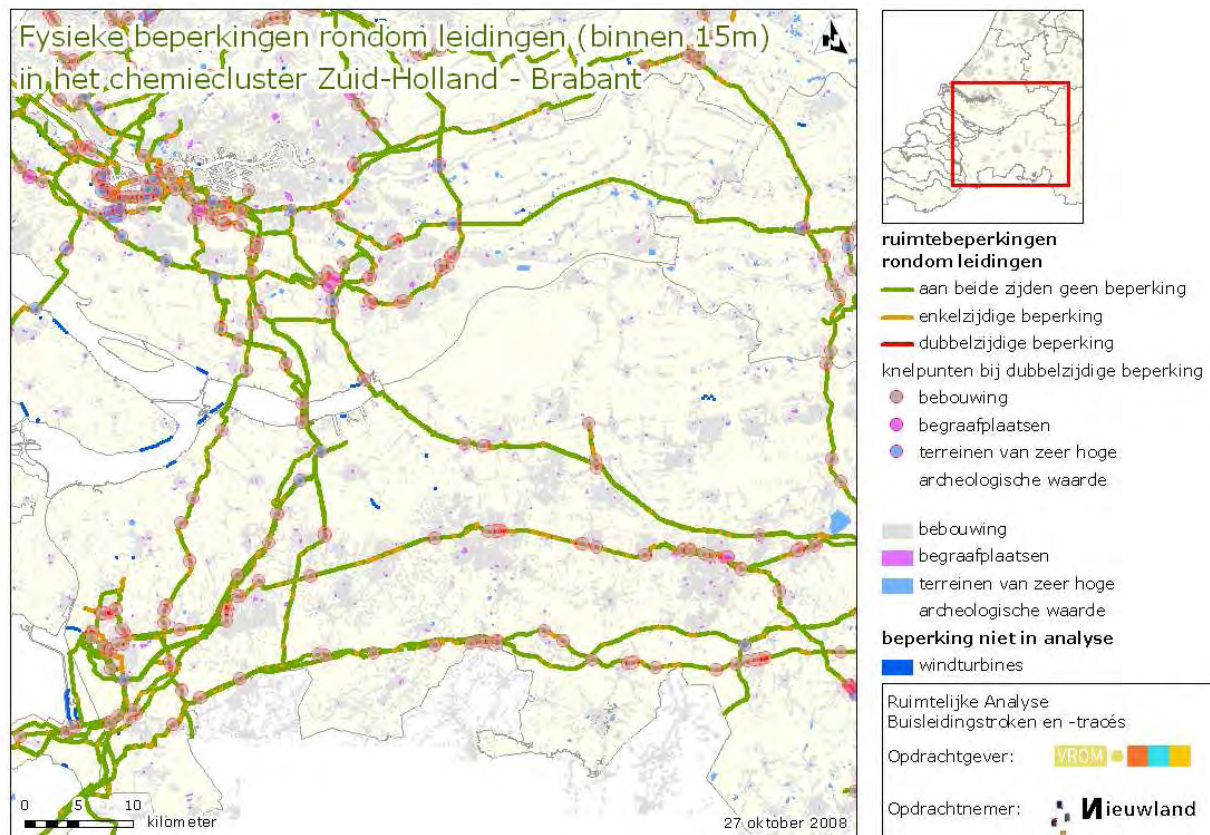 Fysieke beperkingen rondom leidingen (binnen 15m)
in het chemiecluster Zuid-Holland - Brabant
N
0 5 10
kilometer
27 oktober 2008
ruimtebeperkingen
rondom leidingen
aan beide zijden geen beperking
enkelzijdige beperking
dubbelzijdige beperking
knelpunten bij dubbelzijdige beperking
bebouwing
begraafplaatsen
terreinen van zeer hoge
archeologische waarde
bebouwing
begraafplaatsen
terreinen van zeer hoge
archeologische waarde
beperking niet in analyse
windturbines
Ruimtelijke Analyse
Buisleidingstroken en -tracés
Opdrachtgever: VROM
Opdrachtnemer: Nieuwland